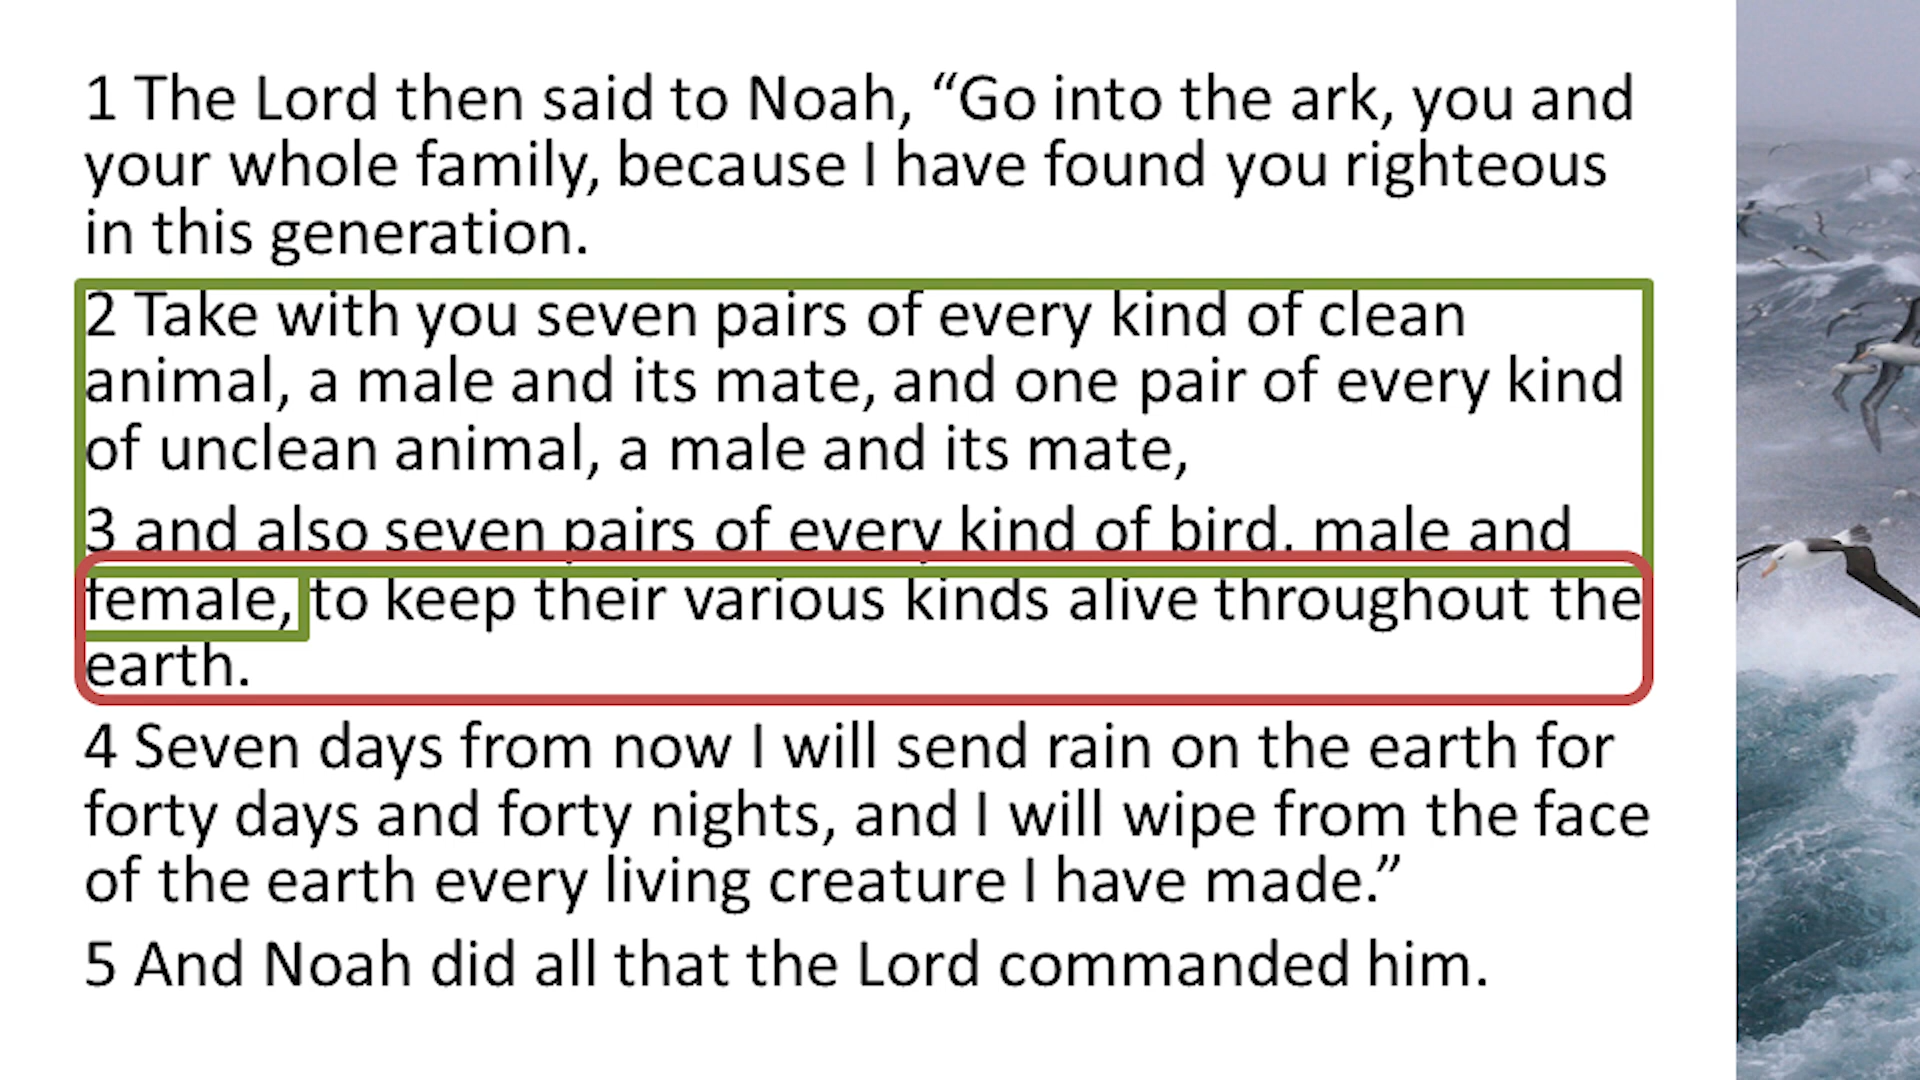 1 The Lord then said to Noah, “Go into the ark, you and
your whole family, because I have found you righteous
in this generation.
2 Take with you seven pairs of every kind of clean
animal, a male and its mate, and one pair of every kind
of unclean animal, a male and its mate,
3 and also seven pairs of every kind of bird, male and
female, to keep their various kinds alive throughout the
earth.
4 Seven days from now I will send rain on the earth for
forty days and forty nights, and I will wipe from the face
of the earth every living creature I have made.”
5 And Noah did all that the Lord commanded him.